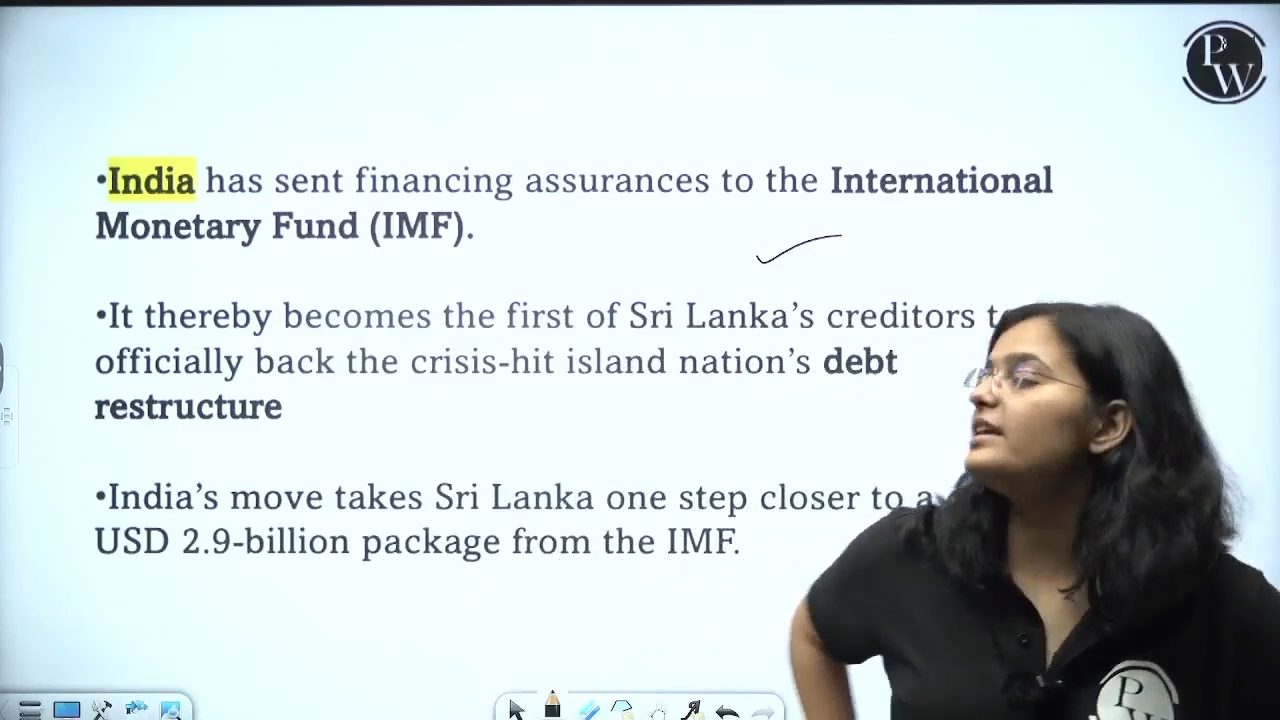 PW
•India has sent financing assurances to the International
Monetary Fund (IMF).
•It thereby becomes the first of Sri Lanka’s creditors
officially back the crisis-hit island nation’s debt
restructure
•India’s move takes Sri Lanka one step closer to
USD 2.9-billion package from the IMF.
PW